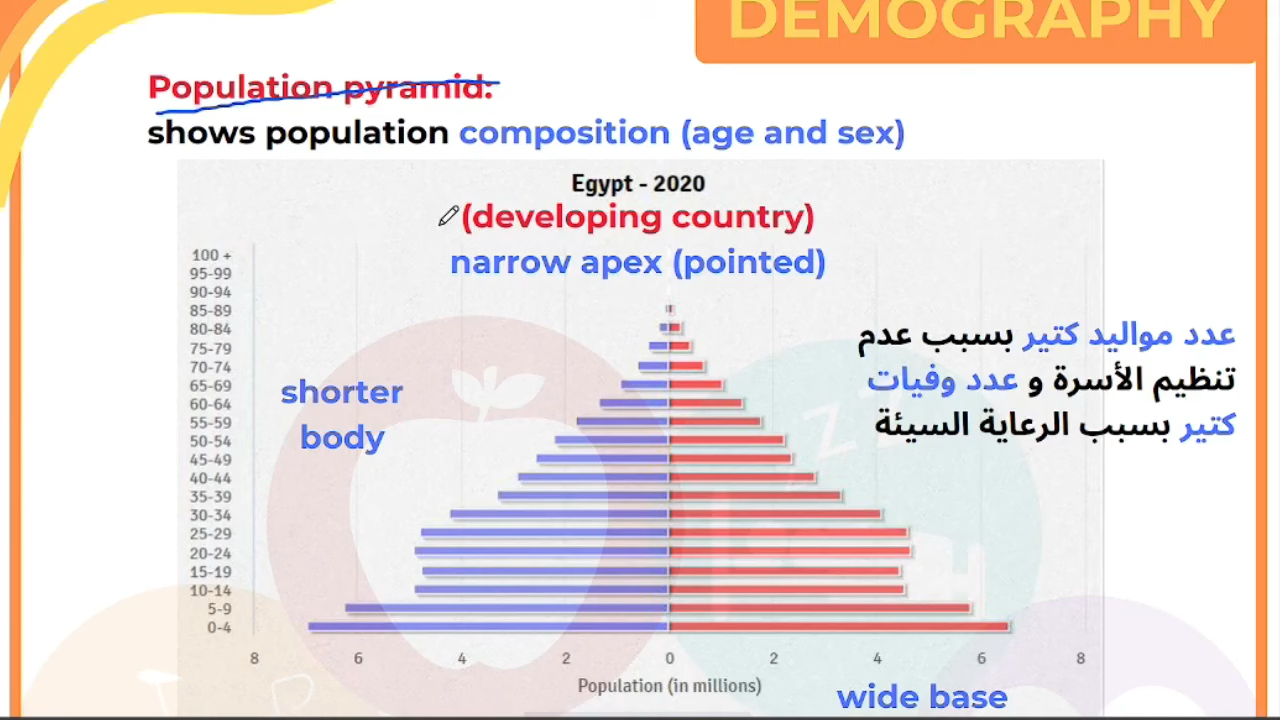 DEMOGRAPHY
Population pyramid:
shows population composition (age and sex)
Egypt - 2020
(developing country)
narrow apex (pointed)
100 +
95-99
90-94
85-89
80-84
75-79
70-74
65-69
60-64
55-59
50-54
45-49
40-44
35-39
30-34
25-29
20-24
15-19
10-14
5-9
0-4
shorter
body
عدد مواليد كتير بسبب عدم
تنظيم الأسرة و عدد وفيات
كتير بسبب الرعاية السيئة
8 6 4 2 0 2 4 6 8
Population (in millions)
wide base